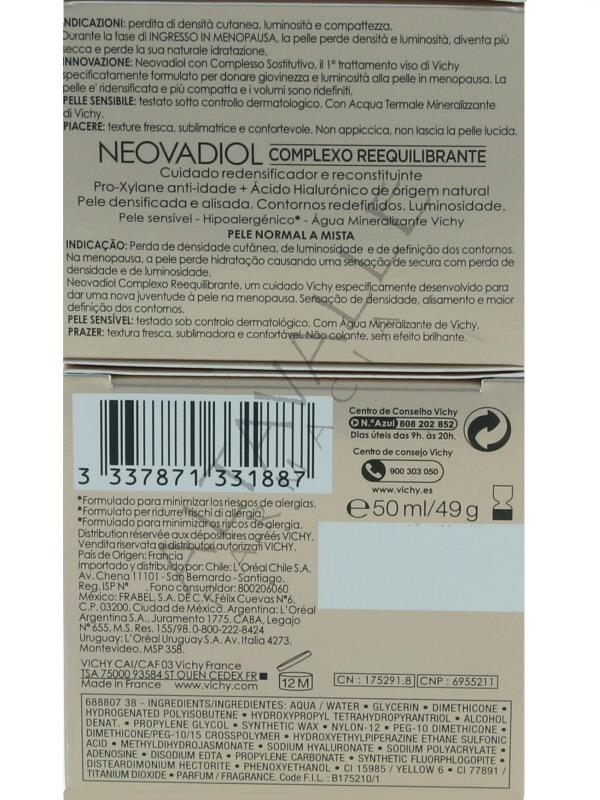 INDICAZIONI: perdita di densità cutanea, luminosità e compattezza.
Durante la fase di INGRESSO IN MENOPAUSA, la pelle perde densità e luminosità, diventa più
secca e perde la sua naturale idratazione.
INNOVAZIONE: Neovadiol con Complesso Sostitutivo, il 1° trattamento viso di Vichy
specificatamente formulato per donare giovinezza e luminosità alla pelle in menopausa. La
pelle e' ridensificata e più compatta e i volumi sono ridefiniti.
PELLE SENSIBILE: testato sotto controllo dermatologico. Con Acqua Termale Mineralizzante
di Vichy.
PIACERE: texture fresca, sublimatrice e confortevole. Non appiccica, non lascia la pelle lucida.
NEOVADIOL COMPLEXO REEQUILIBRANTE
Cuidado redensificador e reconstituinte
Pro-Xylane anti-idade + Ácido Hialurónico de origem natural
Pele densificada e alisada. Contornos redefinidos. Luminosidade.
Pele sensível - Hipoalergénico* - Água Mineralizante Vichy
PELE NORMAL A MISTA
INDICAÇÃO: Perda de densidade cutânea, de luminosidade e de definição dos contornos.
Na menopausa, a pele perde hidratação causando uma sensação de secura com perda de
densidade e de luminosidade.
Neovadiol Complexo Reequilibrante, um cuidado Vichy especificamente desenvolvido para
dar uma nova juventude à pele na menopausa. Sensação de densidade, alisamento e maior
definição dos contornos.
PELE SENSÍVEL: testado sob controlo dermatológico. Com Água Mineralizante de Vichy.
PRAZER: textura fresca, sublimadora e confortável. Não colante, sem efeito brilhante.
ALTAVALLE
FARMACIA
Centro de Conselho Vichy
N.°Azul 808 202 852
Dias úteis das 9h. às 20h.
Centro de consejo Vichy
900 303 050
www.vichy.es
3 337871 331887
e 50 ml/49 g
*Formulado para minimizar los riesgos de alergias.
*Formulato per ridurre i rischi di allergia.
*Formulado para minimizar os riscos de alergia.
Distribution réservée aux dépositaires agréés VICHY.
Vendita riservata ai distributori autorizzati VICHY.
País de Origen: Francia
Importado y distribuido por: Chile: L'Oréal Chile S.A.
Av. Chena 11101 - San Bernardo - Santiago.
Reg. ISP N° . Fono consumidor: 800206060
México: FRABEL, S.A. DE C.V. Félix Cuevas N°6,
C.P. 03200, Ciudad de México. Argentina: L'Oréal
Argentina S.A., Juramento 1775, CABA. Legajo
N° 655, M.S. Res. 155/98. 0-800-222-8424
Uruguay: L'Oréal Uruguay S.A. Av. Italia 4273.
Montevideo. MSP 358.
VICHY CAI/CAF 03 Vichy France
TSA 75000 93584 ST OUEN CEDEX FR
Made in France www.vichy.com
12 M
CN : 175291.8 CNP : 6955211
688807 38 - INGREDIENTS/INGREDIENTES: AQUA / WATER • GLYCERIN • DIMETHICONE •
HYDROGENATED POLYISOBUTENE • HYDROXYPROPYL TETRAHYDROPYRANTRIOL • ALCOHOL
DENAT. • PROPYLENE GLYCOL • SYNTHETIC WAX • NYLON-12 • PEG-10 DIMETHICONE •
DIMETHICONE/PEG-10/15 CROSSPOLYMER • HYDROXYETHYLPIPERAZINE ETHANE SULFONIC
ACID • METHYLDIHYDROJASMONATE • SODIUM HYALURONATE • SODIUM POLYACRYLATE •
ADENOSINE • DISODIUM EDTA • PROPYLENE CARBONATE • SYNTHETIC FLUORPHLOGOPITE •
DISTEARDIMONIUM HECTORITE • PHENOXYETHANOL • CI 15985 / YELLOW 6 • CI 77891 /
TITANIUM DIOXIDE • PARFUM / FRAGRANCE. Code F.I.L. : B175210/1